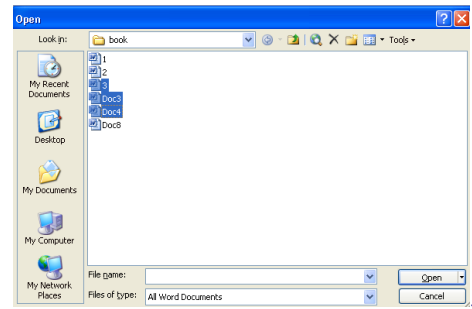 Open
Look in: book Tools
My Recent
Documents
Desktop
My Documents
My Computer
My Network
Places
1
2
3
Doc3
Doc4
Doc8
File name: Open
Files of type: All Word Documents Cancel